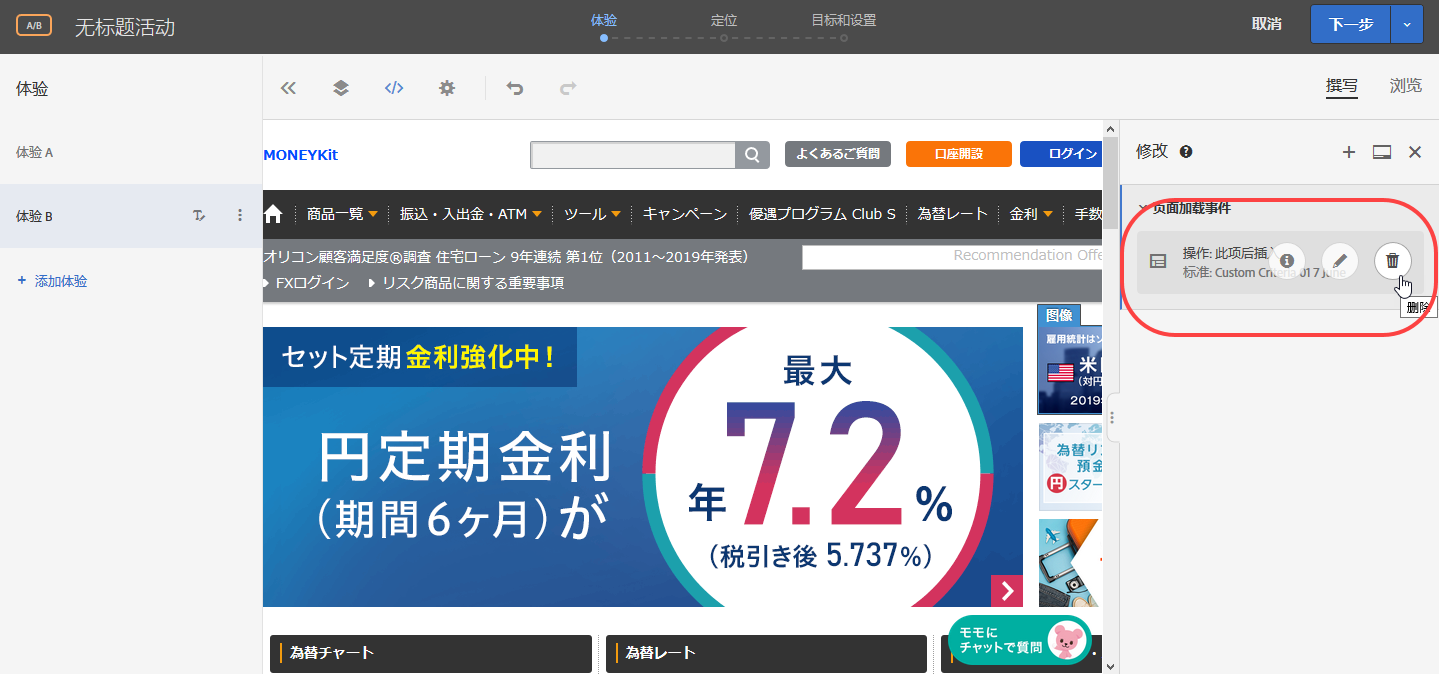 A/B
无标题活动
体验
定位
目标和设置
取消
下一步
体验
撰写
浏览
体验 A
体验 B
+ 添加体验
修改
页面加载事件
操作: 此项后插入
标准: Custom Criteria
017 June
删除
MONEYKit
よくあるご質問
口座開設
ログイン
商品一覧
振込・入出金・ATM
ツール
キャンペーン
優遇プログラム Club S
為替レート
金利
手数
オリコン顧客満足度®調査 住宅ローン 9年連続 第1位（2011～2019年発表）
Recommendation Offe
FXログイン
リスク商品に関する重要事項
图像
セット定期 金利強化中！
円定期金利
（期間6ヶ月）が
最大
年 7.2 %
（税引き後 5.737%）
雇用統計は
米
（対円
2019
為替リ
預金
円 スター
モモに
チャットで質問
為替チャート
為替レート